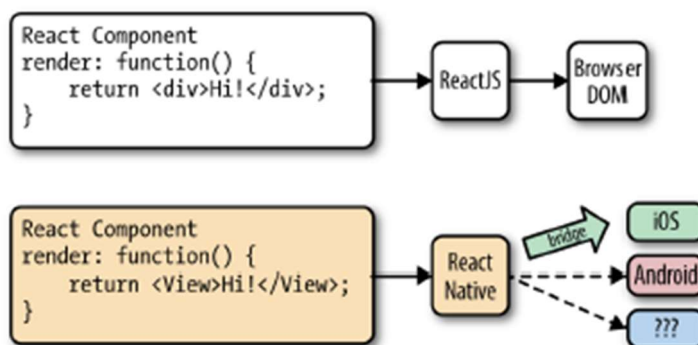 React Component
render: function() {
    return <div>Hi!</div>;
}
ReactJS
Browser
DOM
React Component
render: function() {
    return <View>Hi!</View>;
}
React
Native
bridge
iOS
Android
???